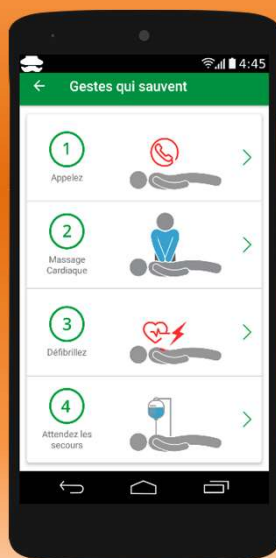 4:45
Gestes qui sauvent
1
Appelez
2
Massage
Cardiaque
3
Défibrillez
4
Attendez les
secours